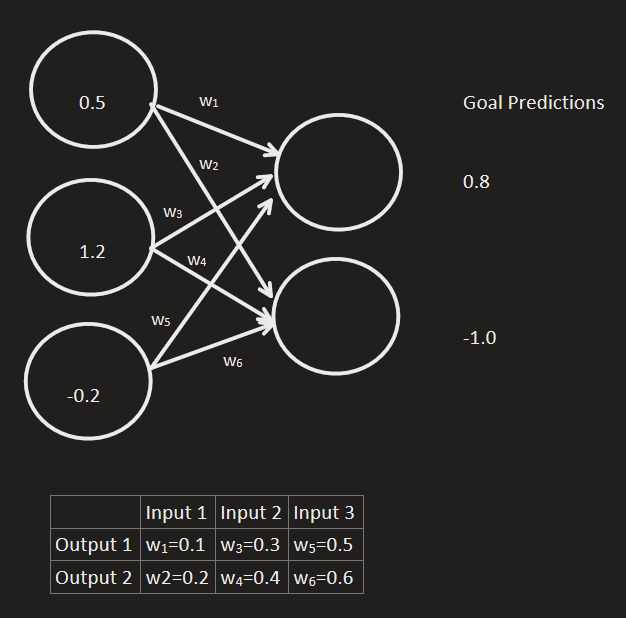 0.5
w₁
Goal Predictions
w₂
0.8
w₃
1.2
w₄
w₅
-1.0
w₆
-0.2
Input 1 Input 2 Input 3
Output 1 w₁=0.1 w₃=0.3 w₅=0.5
Output 2 w2=0.2 w₄=0.4 w₆=0.6